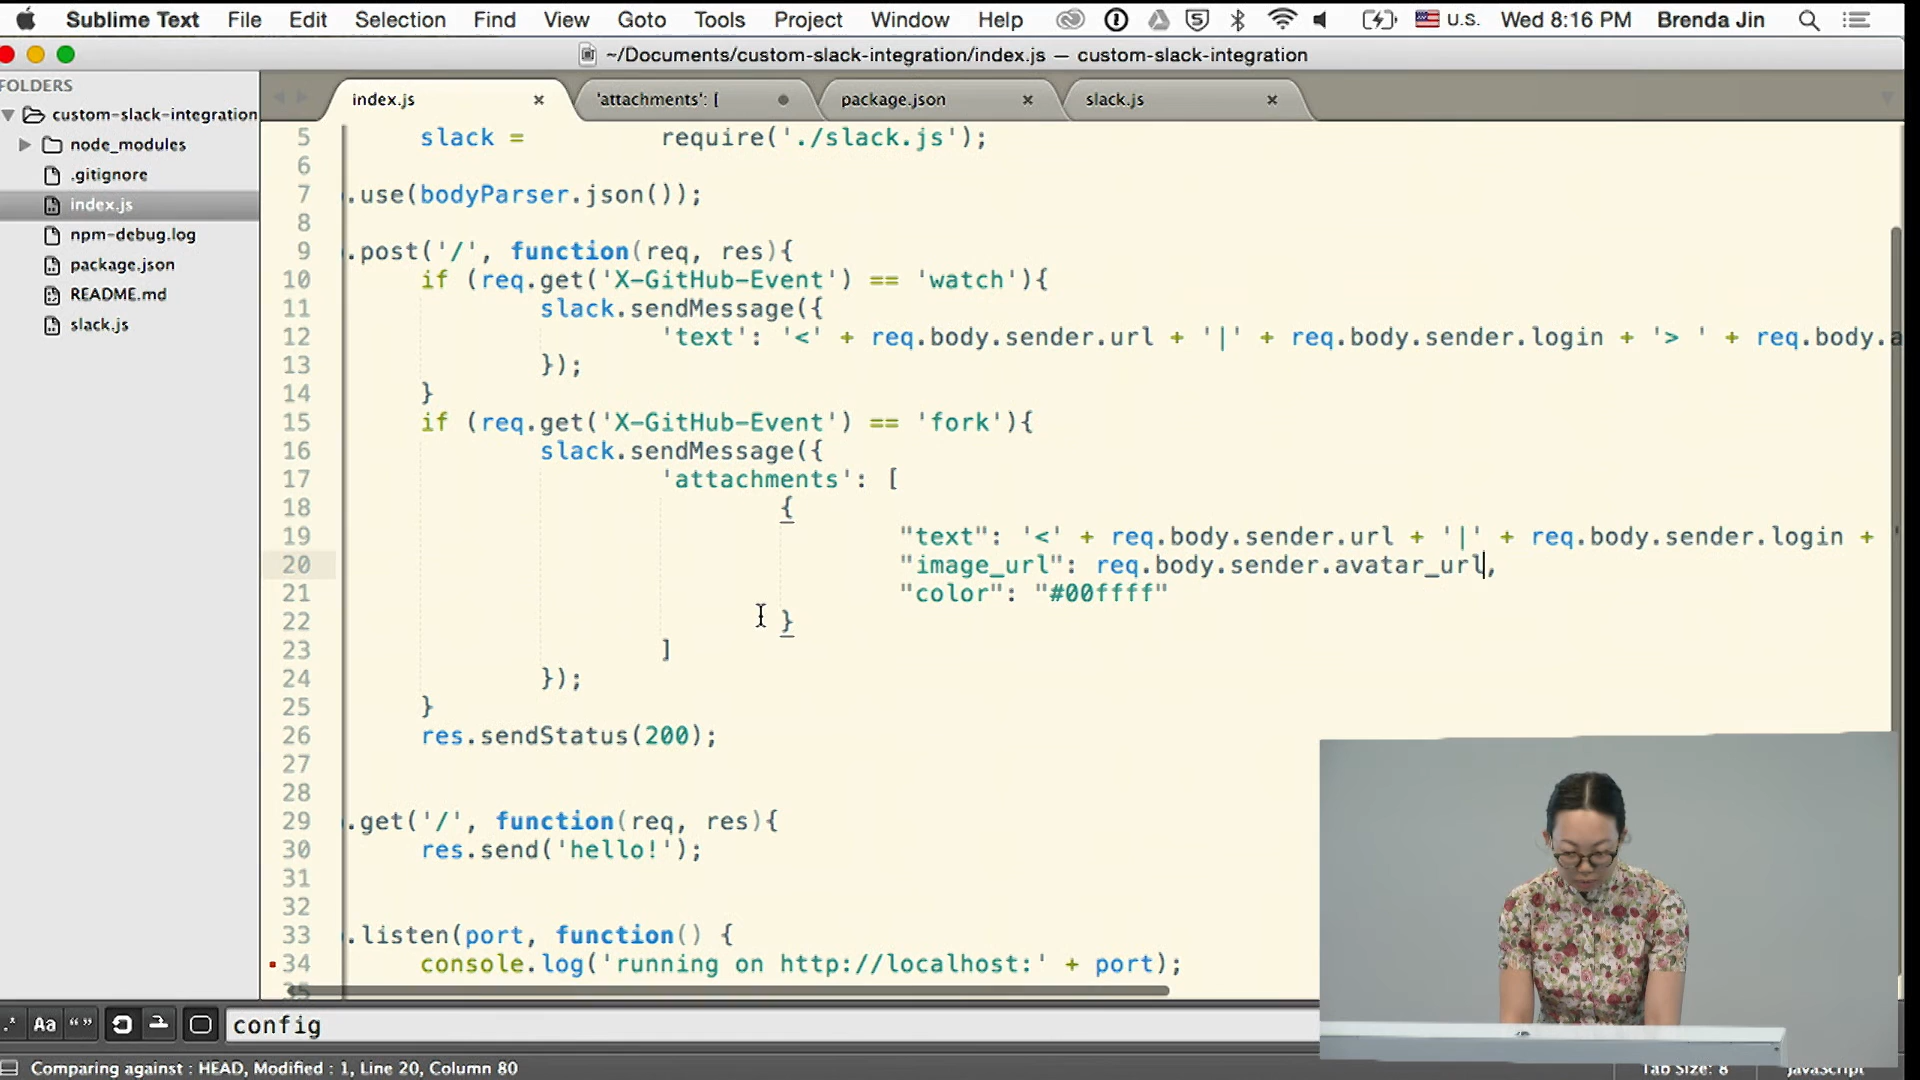 Sublime Text File Edit Selection Find View Goto Tools Project Window Help U.S. Wed 8:16 PM Brenda Jin
~/Documents/custom-slack-integration/index.js — custom-slack-integration
FOLDERS
custom-slack-integration
node_modules
.gitignore
index.js
npm-debug.log
package.json
README.md
slack.js
index.js × 'attachments': [ package.json × slack.js ×
5 slack = require('./slack.js');
6
7 .use(bodyParser.json());
8
9 .post('/', function(req, res){
10 if (req.get('X-GitHub-Event') == 'watch'){
11 slack.sendMessage({
12 'text': '<' + req.body.sender.url + '|' + req.body.sender.login + '> ' + req.body.a
13 });
14 }
15 if (req.get('X-GitHub-Event') == 'fork'){
16 slack.sendMessage({
17 'attachments': [
18 {
19 "text": '<' + req.body.sender.url + '|' + req.body.sender.login + '
20 "image_url": req.body.sender.avatar_url,
21 "color": "#00ffff"
22 }
23 ]
24 });
25 }
26 res.sendStatus(200);
27
28
29 .get('/', function(req, res){
30 res.send('hello!');
31
32
33 .listen(port, function() {
34 console.log('running on http://localhost:' + port);
35
.* Aa “ ” config
Comparing against : HEAD, Modified : 1, Line 20, Column 80 Tab Size: 8 JavaScript